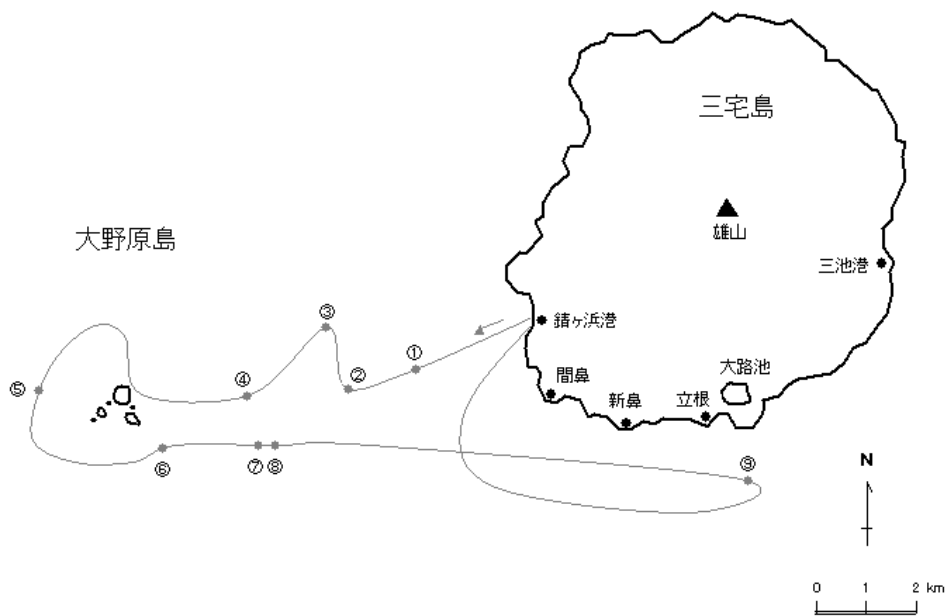 三宅島
雄山
大野原島
三池港
③
錆ヶ浜港
①
②
大路池
④
間鼻
⑤
立根
新鼻
⑥
⑦⑧
⑨
N
0 1 2 km